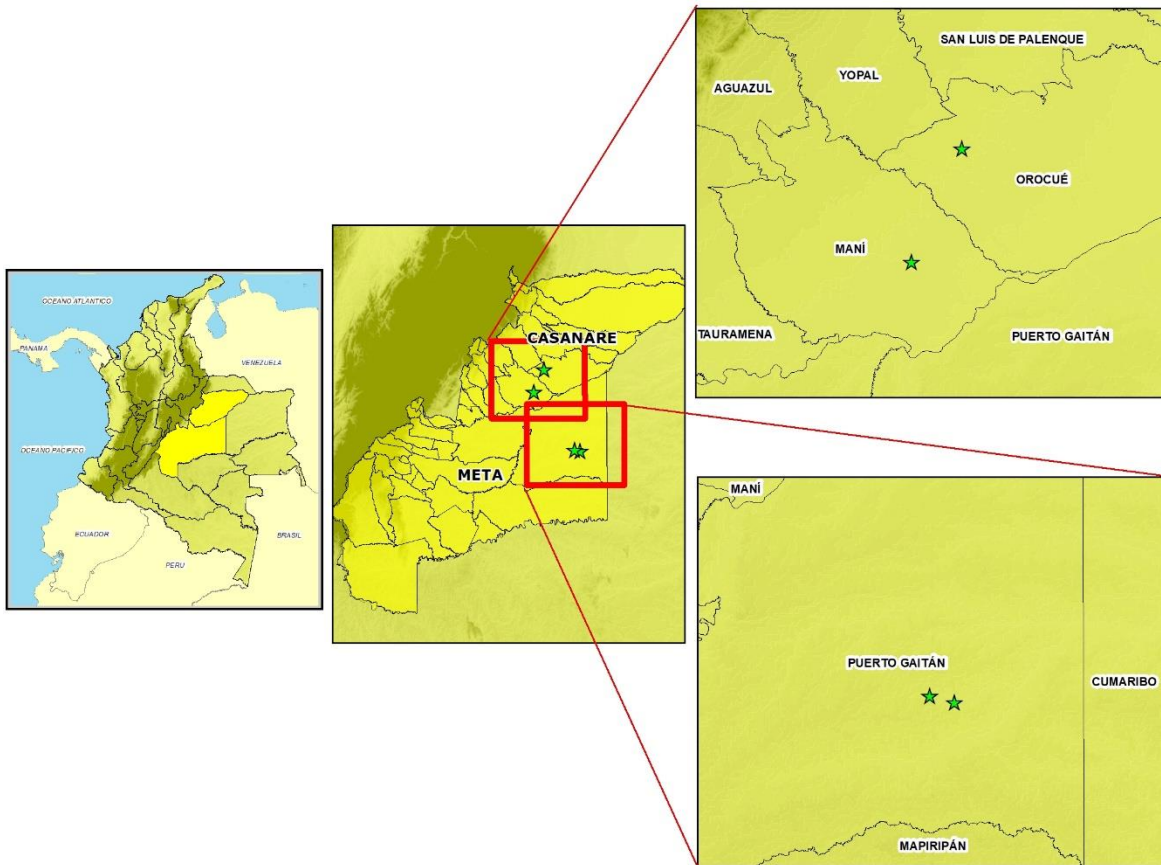 OCEANO ATLANTICO
PANAMA
VENEZUELA
OCEANO PACIFICO
ECUADOR
PERU
BRASIL
CASANARE
META
SAN LUIS DE PALENQUE
YOPAL
AGUAZUL
OROCUÉ
MANÍ
TAURAMENA
PUERTO GAITÁN
MANÍ
PUERTO GAITÁN
CUMARIBO
MAPIRIPÁN